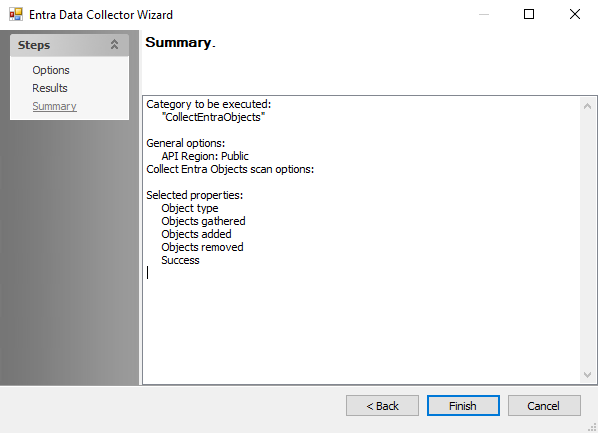 Entra Data Collector Wizard
Steps
Options
Results
Summary
Summary.
Category to be executed:
"CollectEntraObjects"
General options:
API Region: Public
Collect Entra Objects scan options:
Selected properties:
Object type
Objects gathered
Objects added
Objects removed
Success
< Back
Finish
Cancel